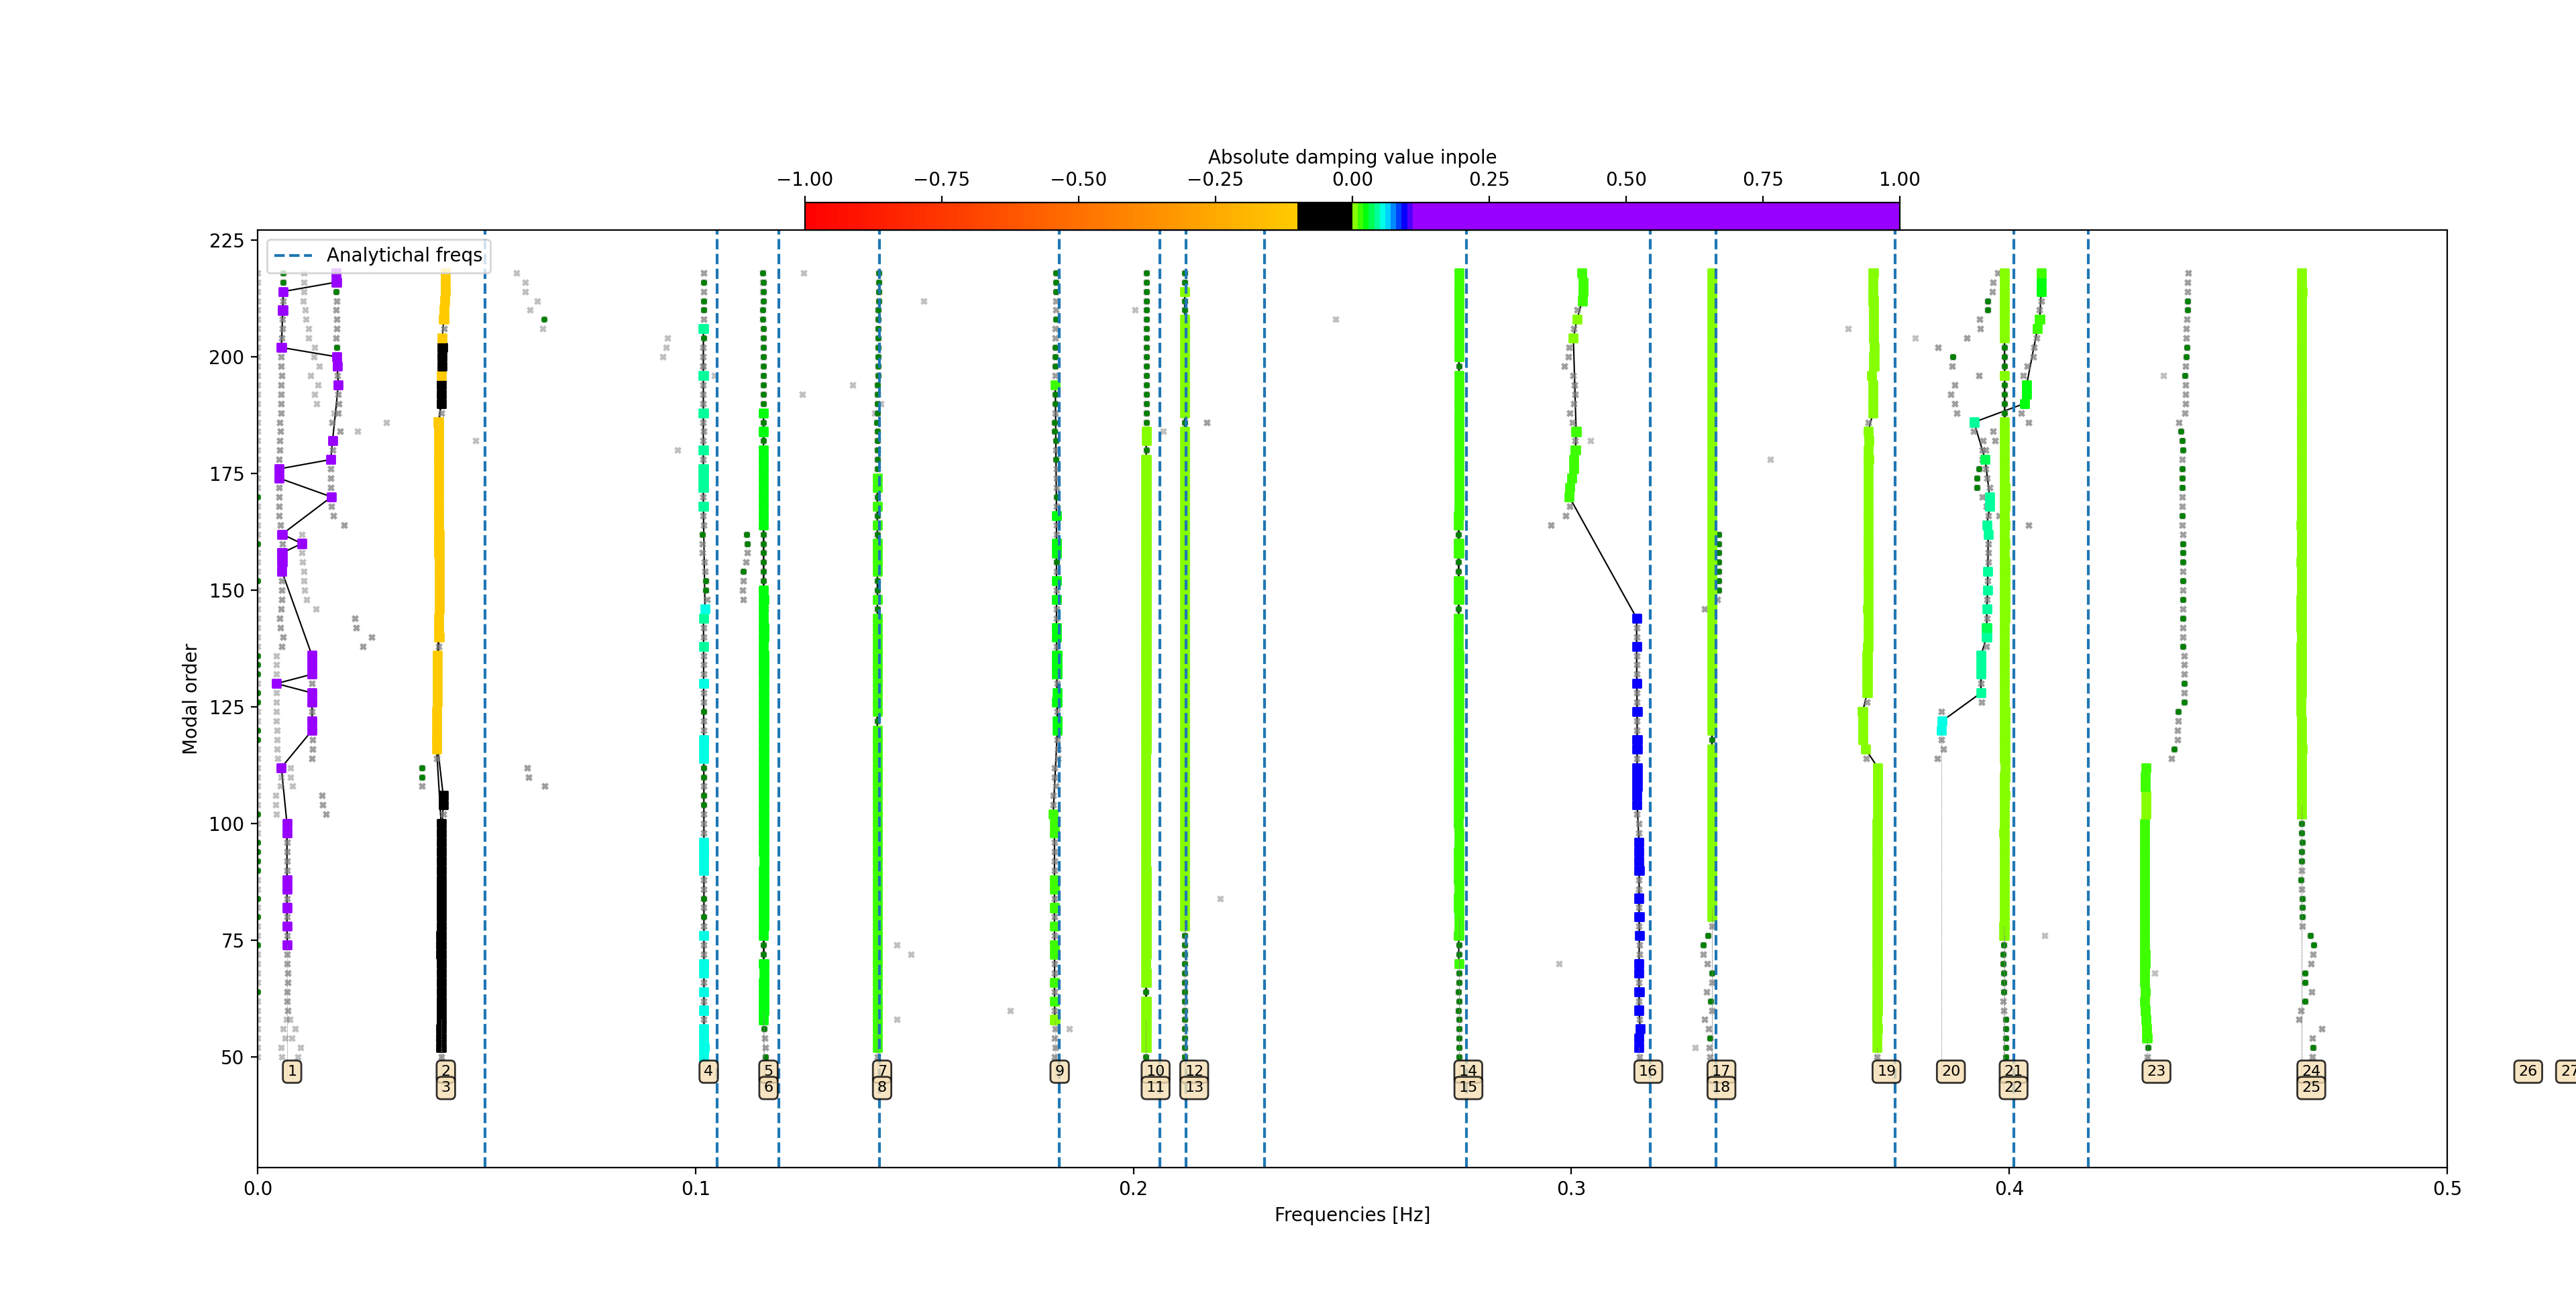 Absolute damping value inpole
−1.00 −0.75 −0.50 −0.25 0.00 0.25 0.50 0.75 1.00
Analytichal freqs
225
200
175
150
125
100
75
50
Modal order
1 2 4 5 7 9 10 12 14 16 17 19 20 21 23 24 26 27
3 6 8 11 13 15 18 22 25
0.0 0.1 0.2 0.3 0.4 0.5
Frequencies [Hz]